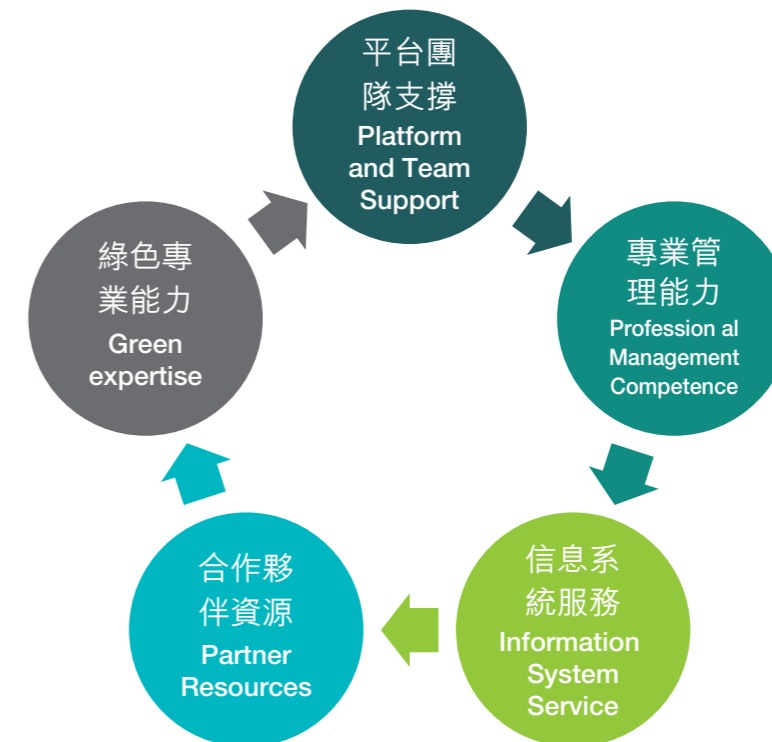 平台團
隊支撐
Platform
and Team
Support
專業管
理能力
Profession al
Management
Competence
信息系
統服務
Information
System
Service
合作夥
伴資源
Partner
Resources
綠色專
業能力
Green
expertise